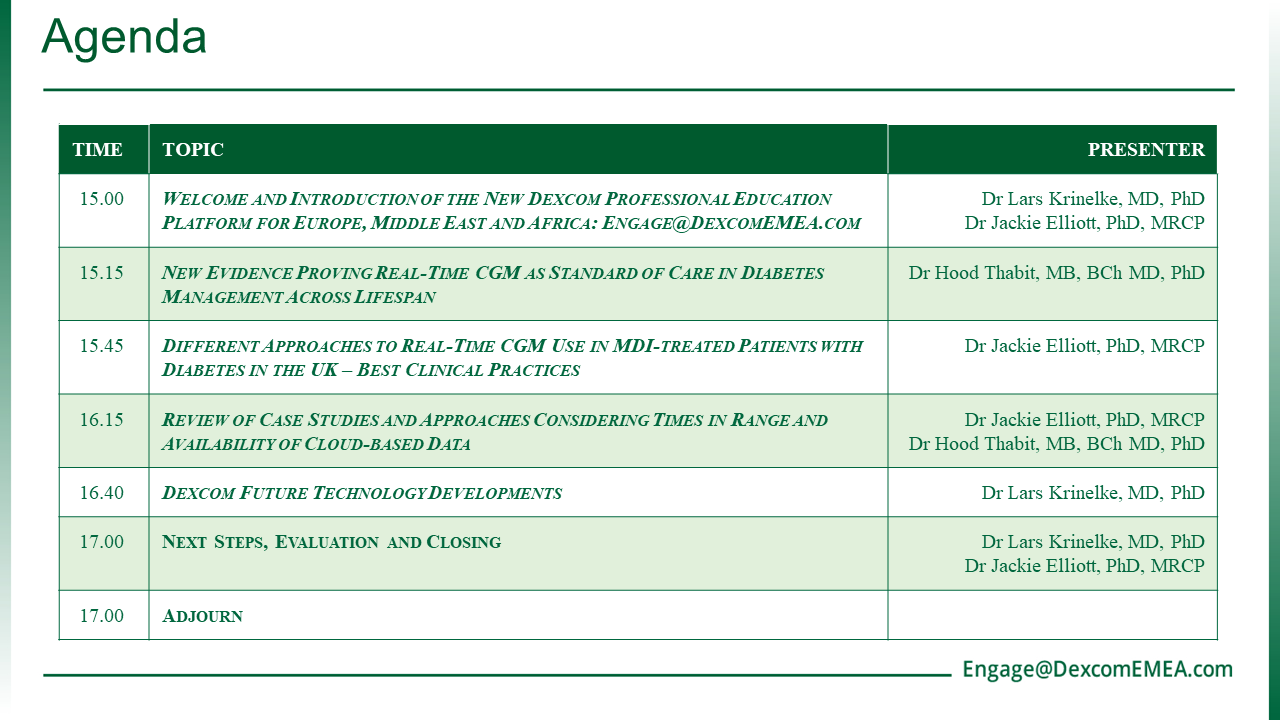 Agenda
TIME TOPIC PRESENTER
15.00 WELCOME AND INTRODUCTION OF THE NEW DEXCOM PROFESSIONAL EDUCATION Dr Lars Krinelke, MD, PhD
PLATFORM FOR EUROPE, MIDDLE EAST AND AFRICA: ENGAGE@DEXCOMEMEA.COM Dr Jackie Elliott, PhD, MRCP
15.15 NEW EVIDENCE PROVING REAL-TIME CGM AS STANDARD OF CARE IN DIABETES Dr Hood Thabit, MB, BCh MD, PhD
MANAGEMENT ACROSS LIFESPAN
15.45 DIFFERENT APPROACHES TO REAL-TIME CGM USE IN MDI-TREATED PATIENTS WITH Dr Jackie Elliott, PhD, MRCP
DIABETES IN THE UK – BEST CLINICAL PRACTICES
16.15 REVIEW OF CASE STUDIES AND APPROACHES CONSIDERING TIMES IN RANGE AND Dr Jackie Elliott, PhD, MRCP
AVAILABILITY OF CLOUD-BASED DATA Dr Hood Thabit, MB, BCh MD, PhD
16.40 DEXCOM FUTURE TECHNOLOGY DEVELOPMENTS Dr Lars Krinelke, MD, PhD
17.00 NEXT STEPS, EVALUATION AND CLOSING Dr Lars Krinelke, MD, PhD
Dr Jackie Elliott, PhD, MRCP
17.00 ADJOURN
Engage@DexcomEMEA.com